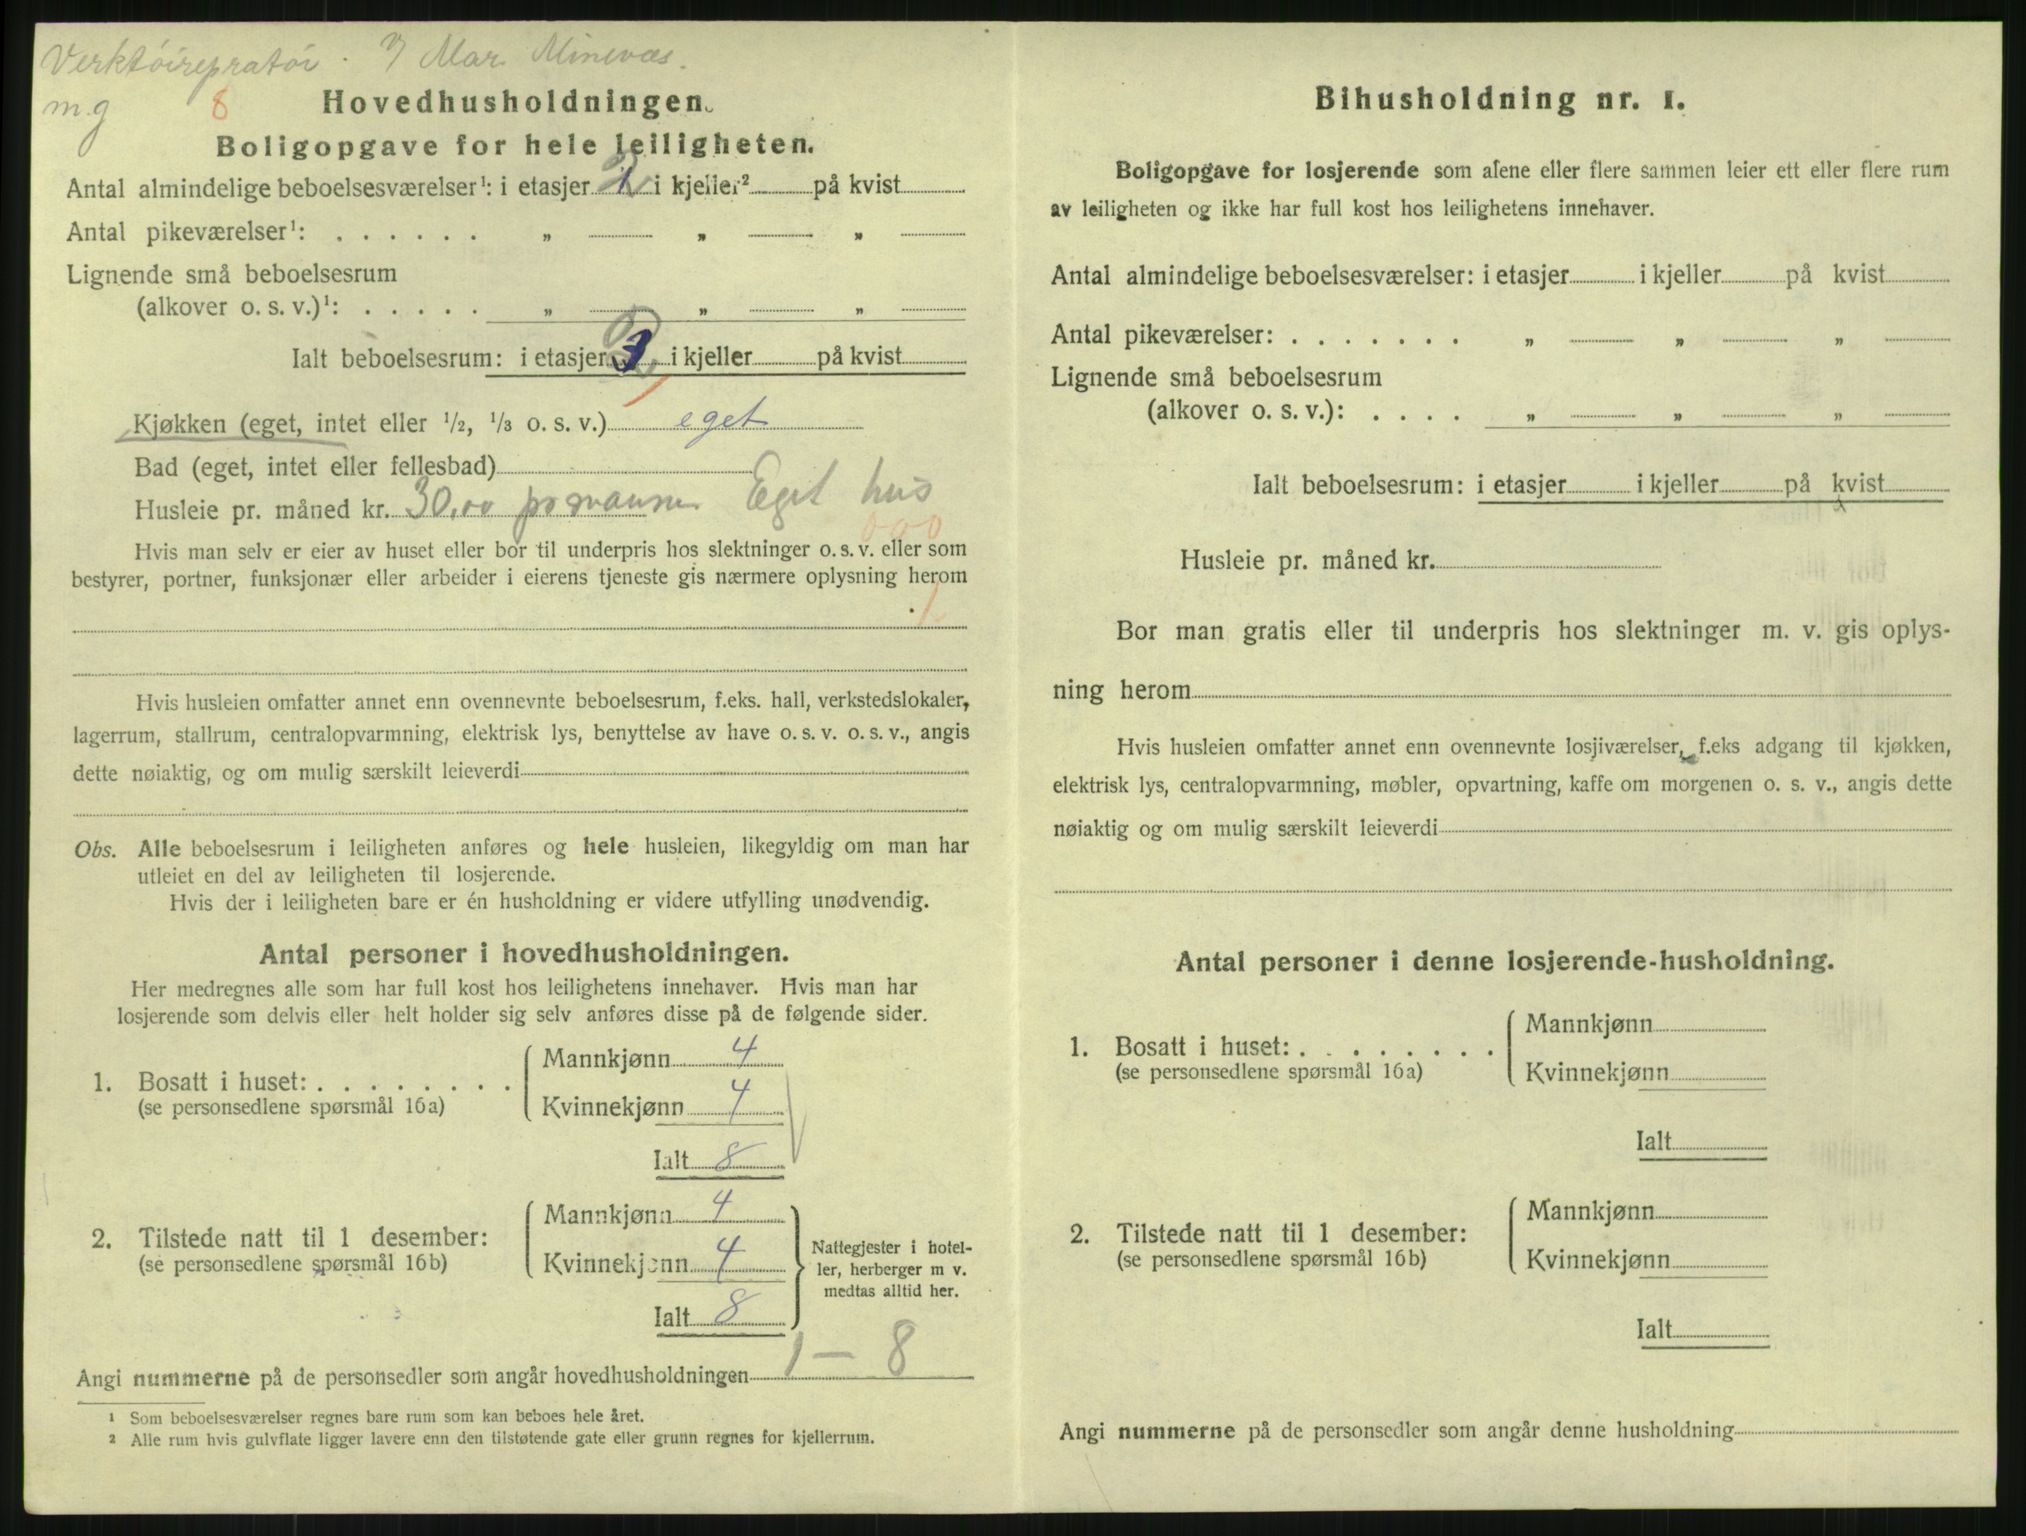 Verktöirepratör. Mar. Minevæs.
m.g 8
Hovedhusholdningen.
Boligopgave for hele leiligheten.
Antal almindelige beboelsesværelser¹: i etasjer i kjeller² på kvist
Antal pikeværelser¹: . . . . . . „ „ „
Lignende små beboelsesrum
(alkover o. s. v.)¹: . . . . . „ „ „
Ialt beboelsesrum: i etasjer 3 i kjeller på kvist
Kjøkken (eget, intet eller ½, ⅓ o. s. v.) eget
Bad (eget, intet eller fellesbad)
Husleie pr. måned kr. 30,00 Eget hus
000
Hvis man selv er eier av huset eller bor til underpris hos slektninger o. s. v. eller som
bestyrer, portner, funksjonær eller arbeider i eierens tjeneste gis nærmere oplysning herom
1
Hvis husleien omfatter annet enn ovennevnte beboelsesrum, f.eks. hall, verkstedslokaler,
lagerrum, stallrum, centralopvarmning, elektrisk lys, benyttelse av have o. s. v. o. s. v., angis
dette nøiaktig, og om mulig særskilt leieverdi
Obs. Alle beboelsesrum i leiligheten anføres og hele husleien, likegyldig om man har
utleiet en del av leiligheten til losjerende.
Hvis der i leiligheten bare er én husholdning er videre utfylling unødvendig.
Antal personer i hovedhusholdningen.
Her medregnes alle som har full kost hos leilighetens innehaver. Hvis man har
losjerende som delvis eller helt holder sig selv anføres disse på de følgende sider.
Mannkjønn 4
1. Bosatt i huset: . . . . . . . .
(se personsedlene spørsmål 16a)
Kvinnekjønn 4
Ialt 8
Mannkjønn 4
2. Tilstede natt til 1 desember:
(se personsedlene spørsmål 16b)
Kvinnekjønn 4
Ialt 8
Nattegjester i hotel-
ler, herberger m v.
medtas alltid her.
Angi nummerne på de personsedler som angår hovedhusholdningen 1 – 8
¹ Som beboelsesværelser regnes bare rum som kan beboes hele året.
² Alle rum hvis gulvflate ligger lavere enn den tilstøtende gate eller grunn regnes for kjellerrum.
Bihusholdning nr. 1.
Boligopgave for losjerende som alene eller flere sammen leier ett eller flere rum
av leiligheten og ikke har full kost hos leilighetens innehaver.
Antal almindelige beboelsesværelser: i etasjer i kjeller på kvist
Antal pikeværelser: . . . . . . . „ „ „
Lignende små beboelsesrum
(alkover o. s. v.): . . . . „ „ „
Ialt beboelsesrum: i etasjer i kjeller på kvist
Husleie pr. måned kr.
Bor man gratis eller til underpris hos slektninger m. v. gis oplys-
ning herom
Hvis husleien omfatter annet enn ovennevnte losjiværelser, f.eks adgang til kjøkken,
elektrisk lys, centralopvarmning, møbler, opvartning, kaffe om morgenen o. s. v., angis dette
nøiaktig og om mulig særskilt leieverdi
Antal personer i denne losjerende-husholdning.
Mannkjønn
1. Bosatt i huset: . . . . . . . .
(se personsedlene spørsmål 16a)
Kvinnekjønn
Ialt
Mannkjønn
2. Tilstede natt til 1 desember:
(se personsedlene spørsmål 16b)
Kvinnekjønn
Ialt
Angi nummerne på de personsedler som angår denne husholdning